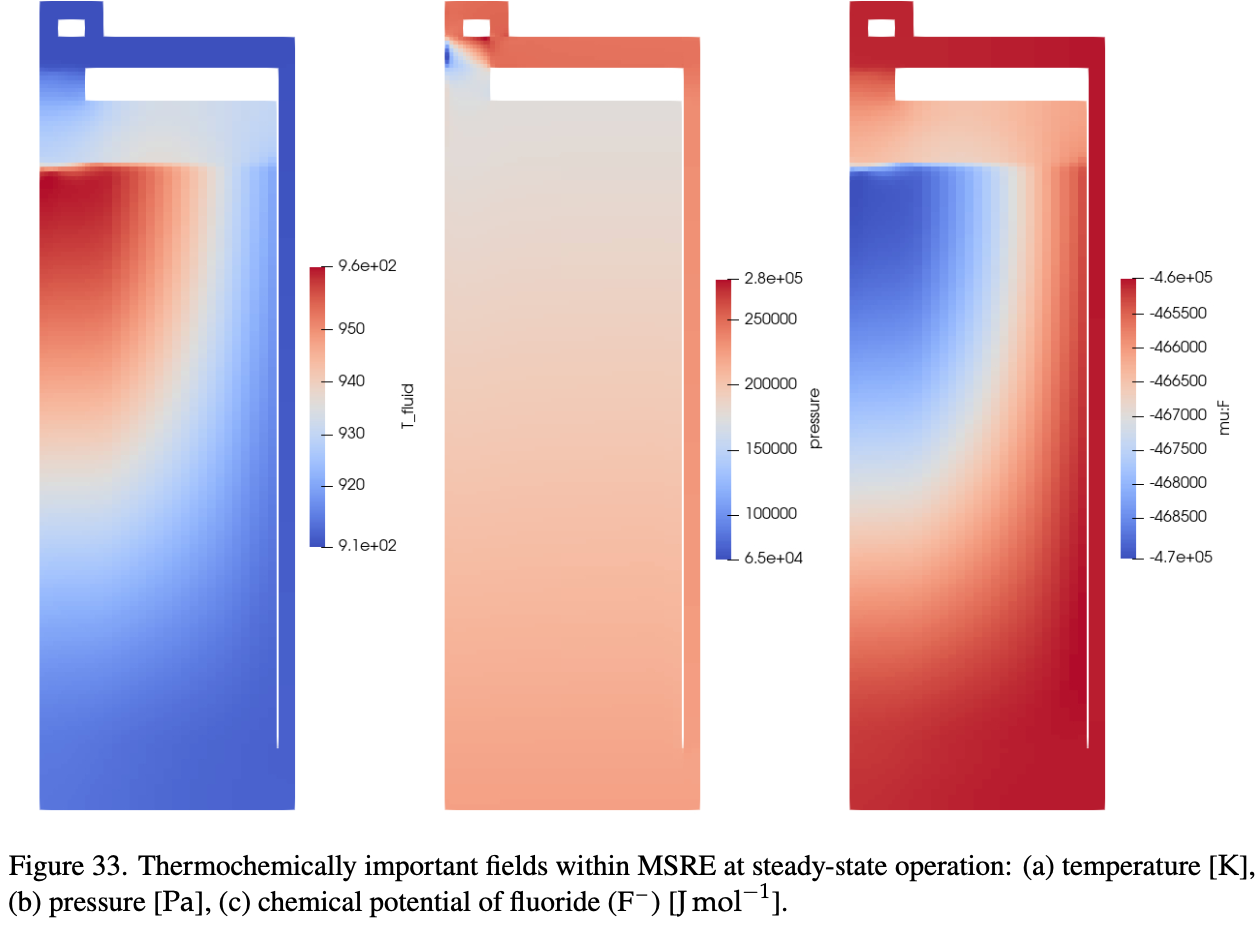 9.6e+02
950
940
930
920
9.1e+02
T_fluid
2.8e+05
250000
200000
150000
100000
6.5e+04
pressure
-4.6e+05
-465500
-466000
-466500
-467000
-467500
-468000
-468500
-4.7e+05
mu:F
Figure 33. Thermochemically important fields within MSRE at steady-state operation: (a) temperature [K],
(b) pressure [Pa], (c) chemical potential of fluoride (F⁻) [J mol⁻¹].